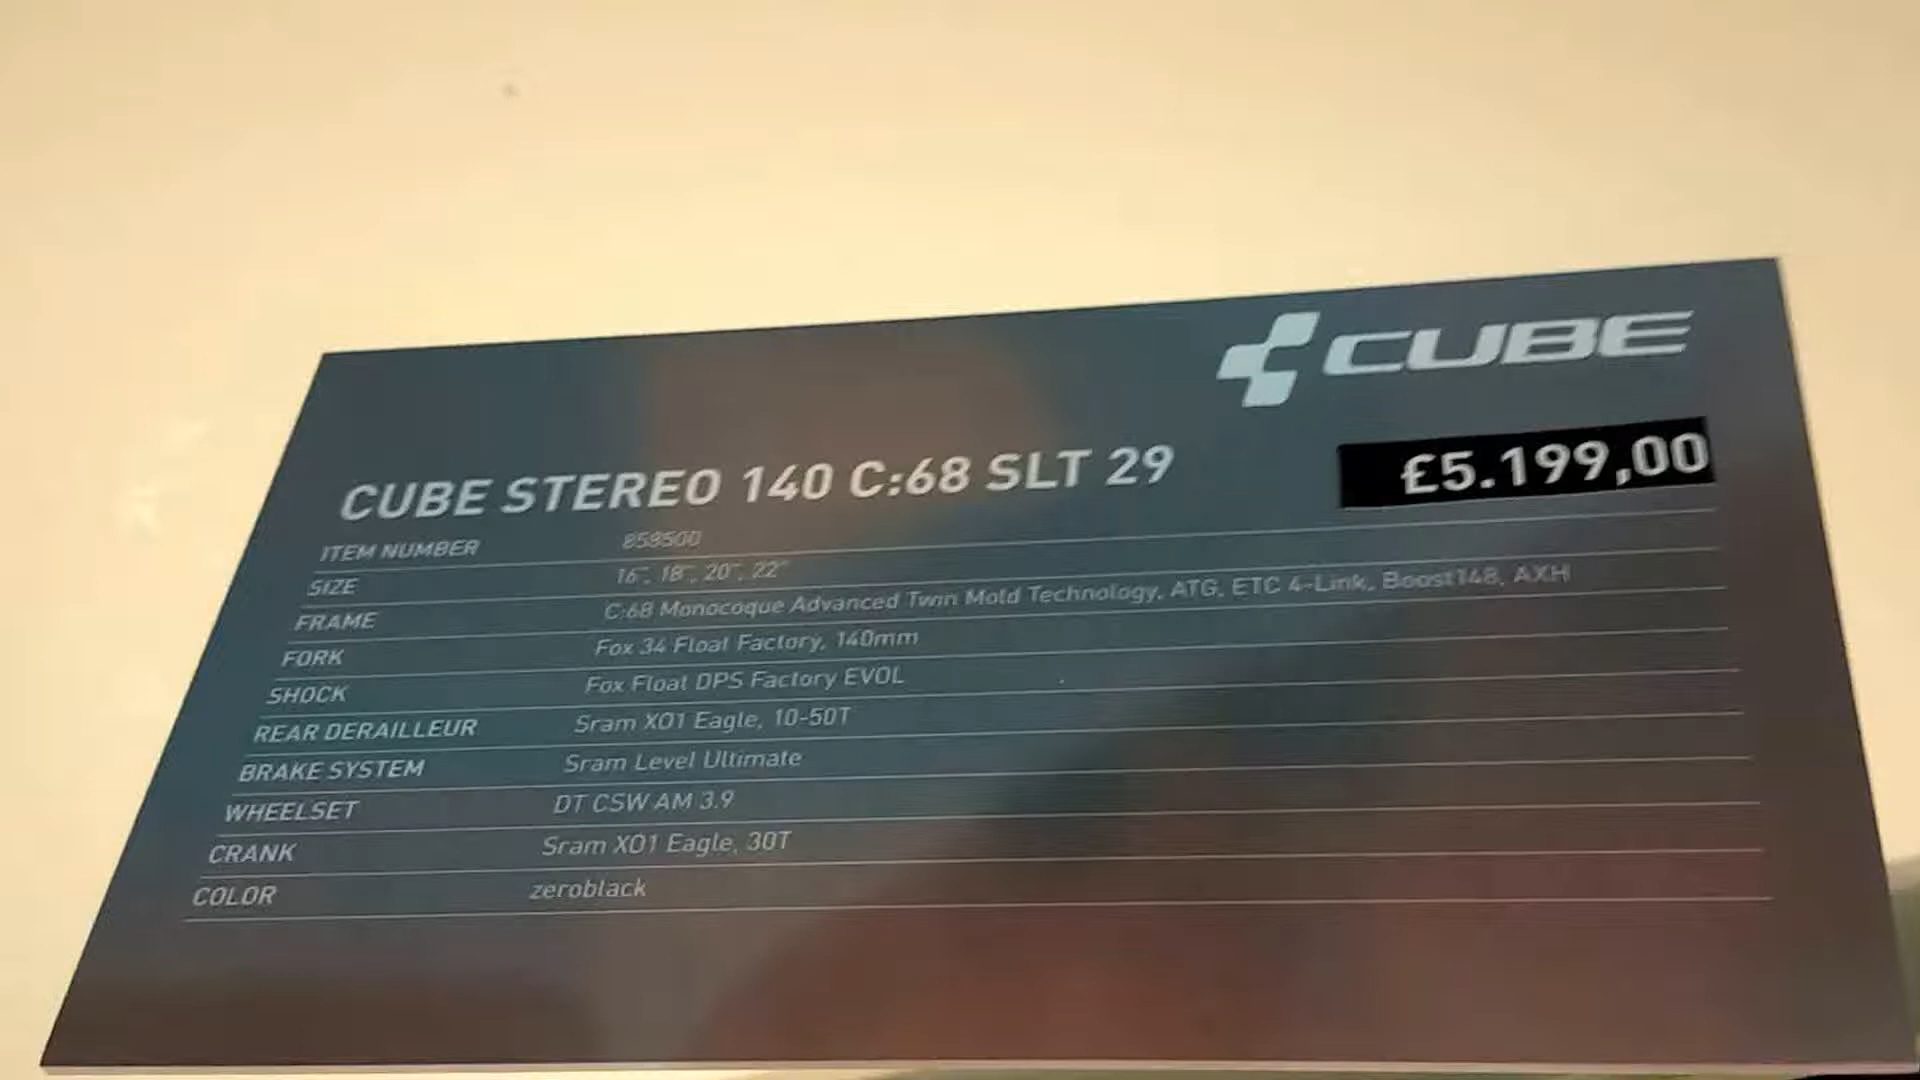 CUBE
CUBE STEREO 140 C:68 SLT 29 £5.199,00
ITEM NUMBER 858500
SIZE 16", 18", 20", 22"
FRAME C:68 Monocoque Advanced Twin Mold Technology, ATG, ETC 4-Link, Boost148, AXH
FORK Fox 34 Float Factory, 140mm
SHOCK Fox Float DPS Factory EVOL
REAR DERAILLEUR Sram XO1 Eagle, 10-50T
BRAKE SYSTEM Sram Level Ultimate
WHEELSET DT CSW AM 3.9
CRANK Sram XO1 Eagle, 30T
COLOR zeroblack